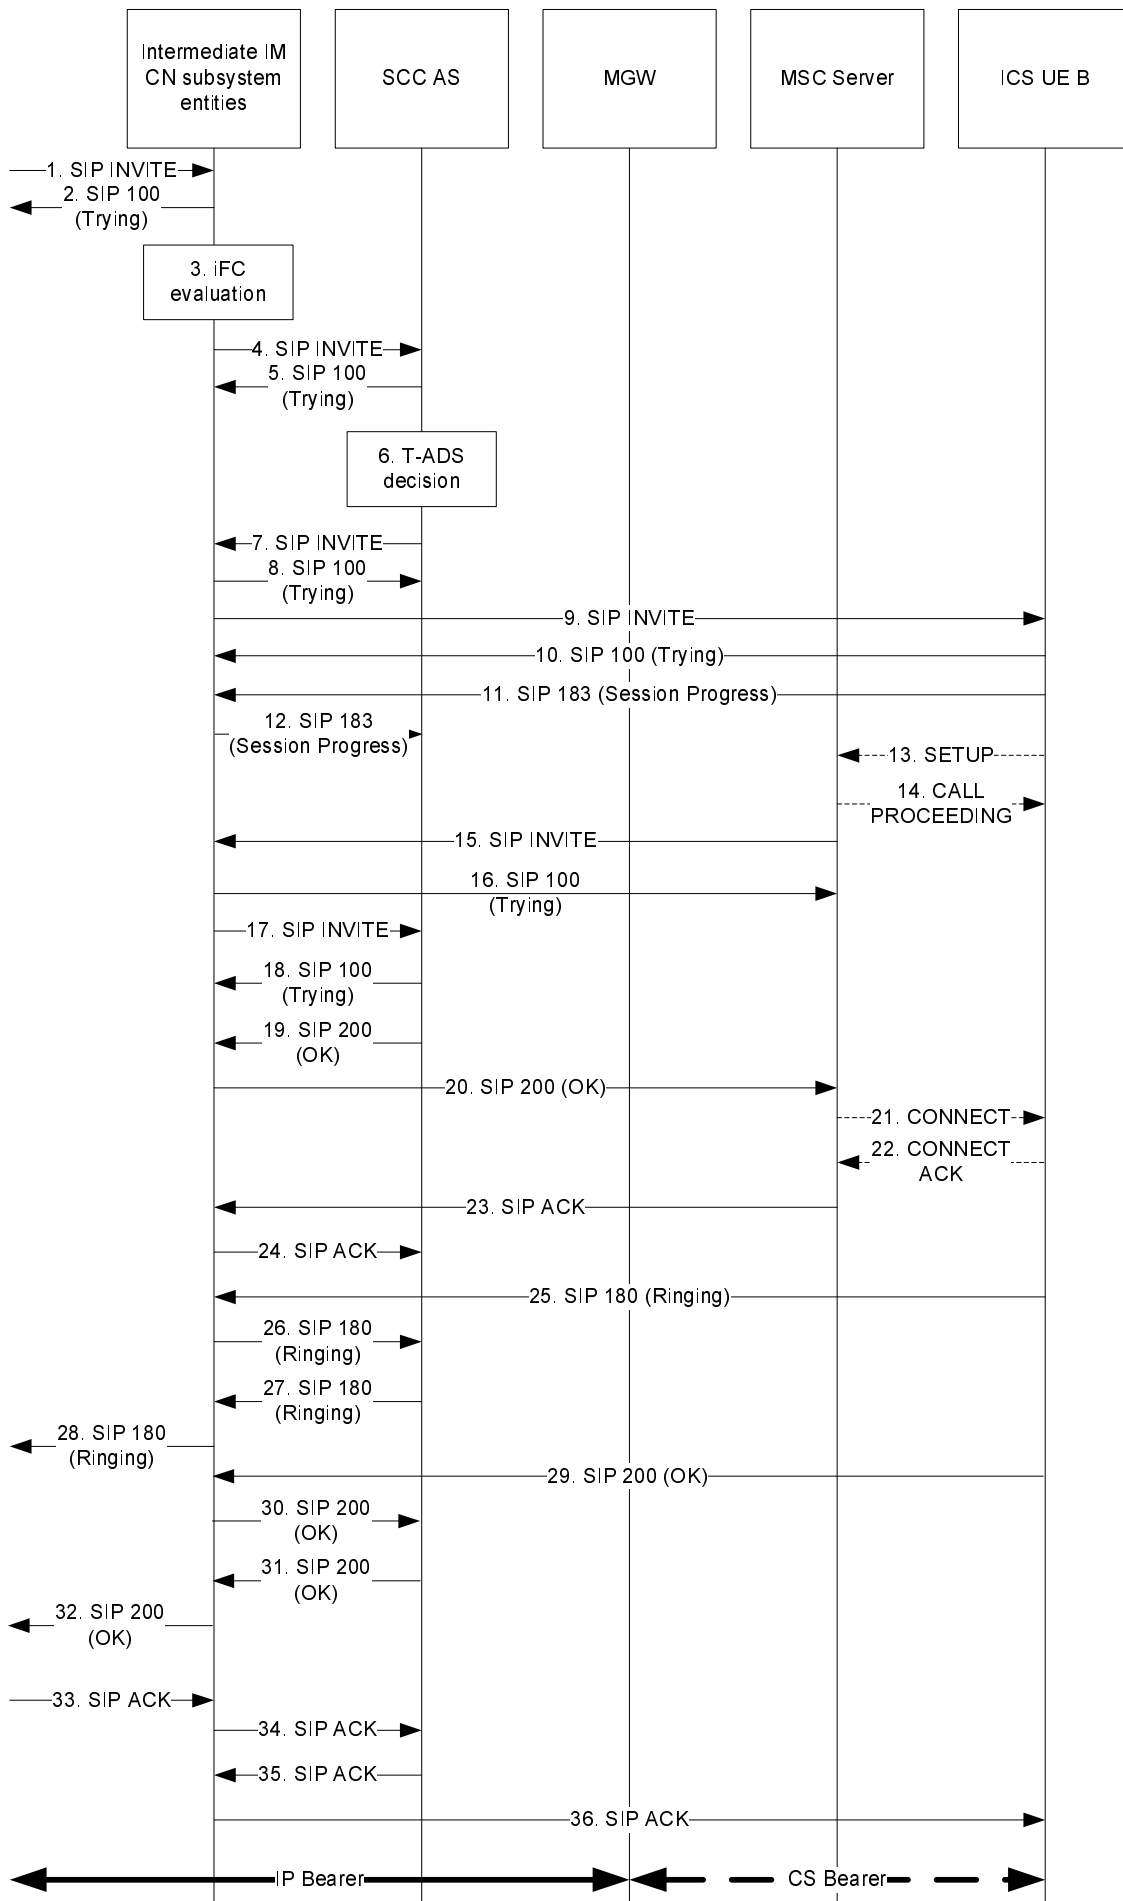 Intermediate IM
CN subsystem
entities
SCC AS
MGW
MSC Server
ICS UE B
1. SIP INVITE
2. SIP 100
(Trying)
3. iFC
evaluation
4. SIP INVITE
5. SIP 100
(Trying)
6. T-ADS
decision
7. SIP INVITE
8. SIP 100
(Trying)
9. SIP INVITE
10. SIP 100 (Trying)
11. SIP 183 (Session Progress)
12. SIP 183
(Session Progress)
13. SETUP
14. CALL
PROCEEDING
15. SIP INVITE
16. SIP 100
(Trying)
17. SIP INVITE
18. SIP 100
(Trying)
19. SIP 200
(OK)
20. SIP 200 (OK)
21. CONNECT
22. CONNECT
ACK
23. SIP ACK
24. SIP ACK
25. SIP 180 (Ringing)
26. SIP 180
(Ringing)
27. SIP 180
(Ringing)
28. SIP 180
(Ringing)
29. SIP 200 (OK)
30. SIP 200
(OK)
31. SIP 200
(OK)
32. SIP 200
(OK)
33. SIP ACK
34. SIP ACK
35. SIP ACK
36. SIP ACK
IP Bearer
CS Bearer